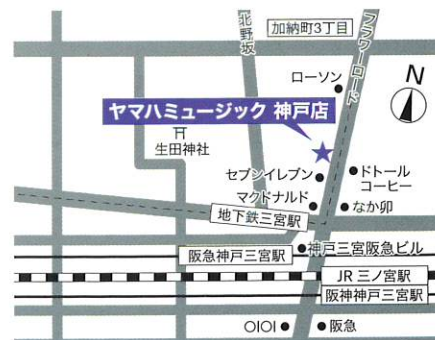 北野坂
加納町3丁目
フラワーロード
ローソン
N
ヤマハミュージック 神戸店
生田神社
セブンイレブン
ドトール
コーヒー
マクドナルド
なか卯
地下鉄三宮駅
神戸三宮阪急ビル
阪急神戸三宮駅
JR 三ノ宮駅
阪神神戸三宮駅
OIOI
阪急